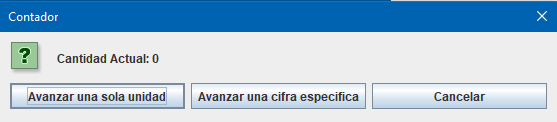 Contador
Cantidad Actual: 0
Avanzar una sola unidad Avanzar una cifra especifica Cancelar